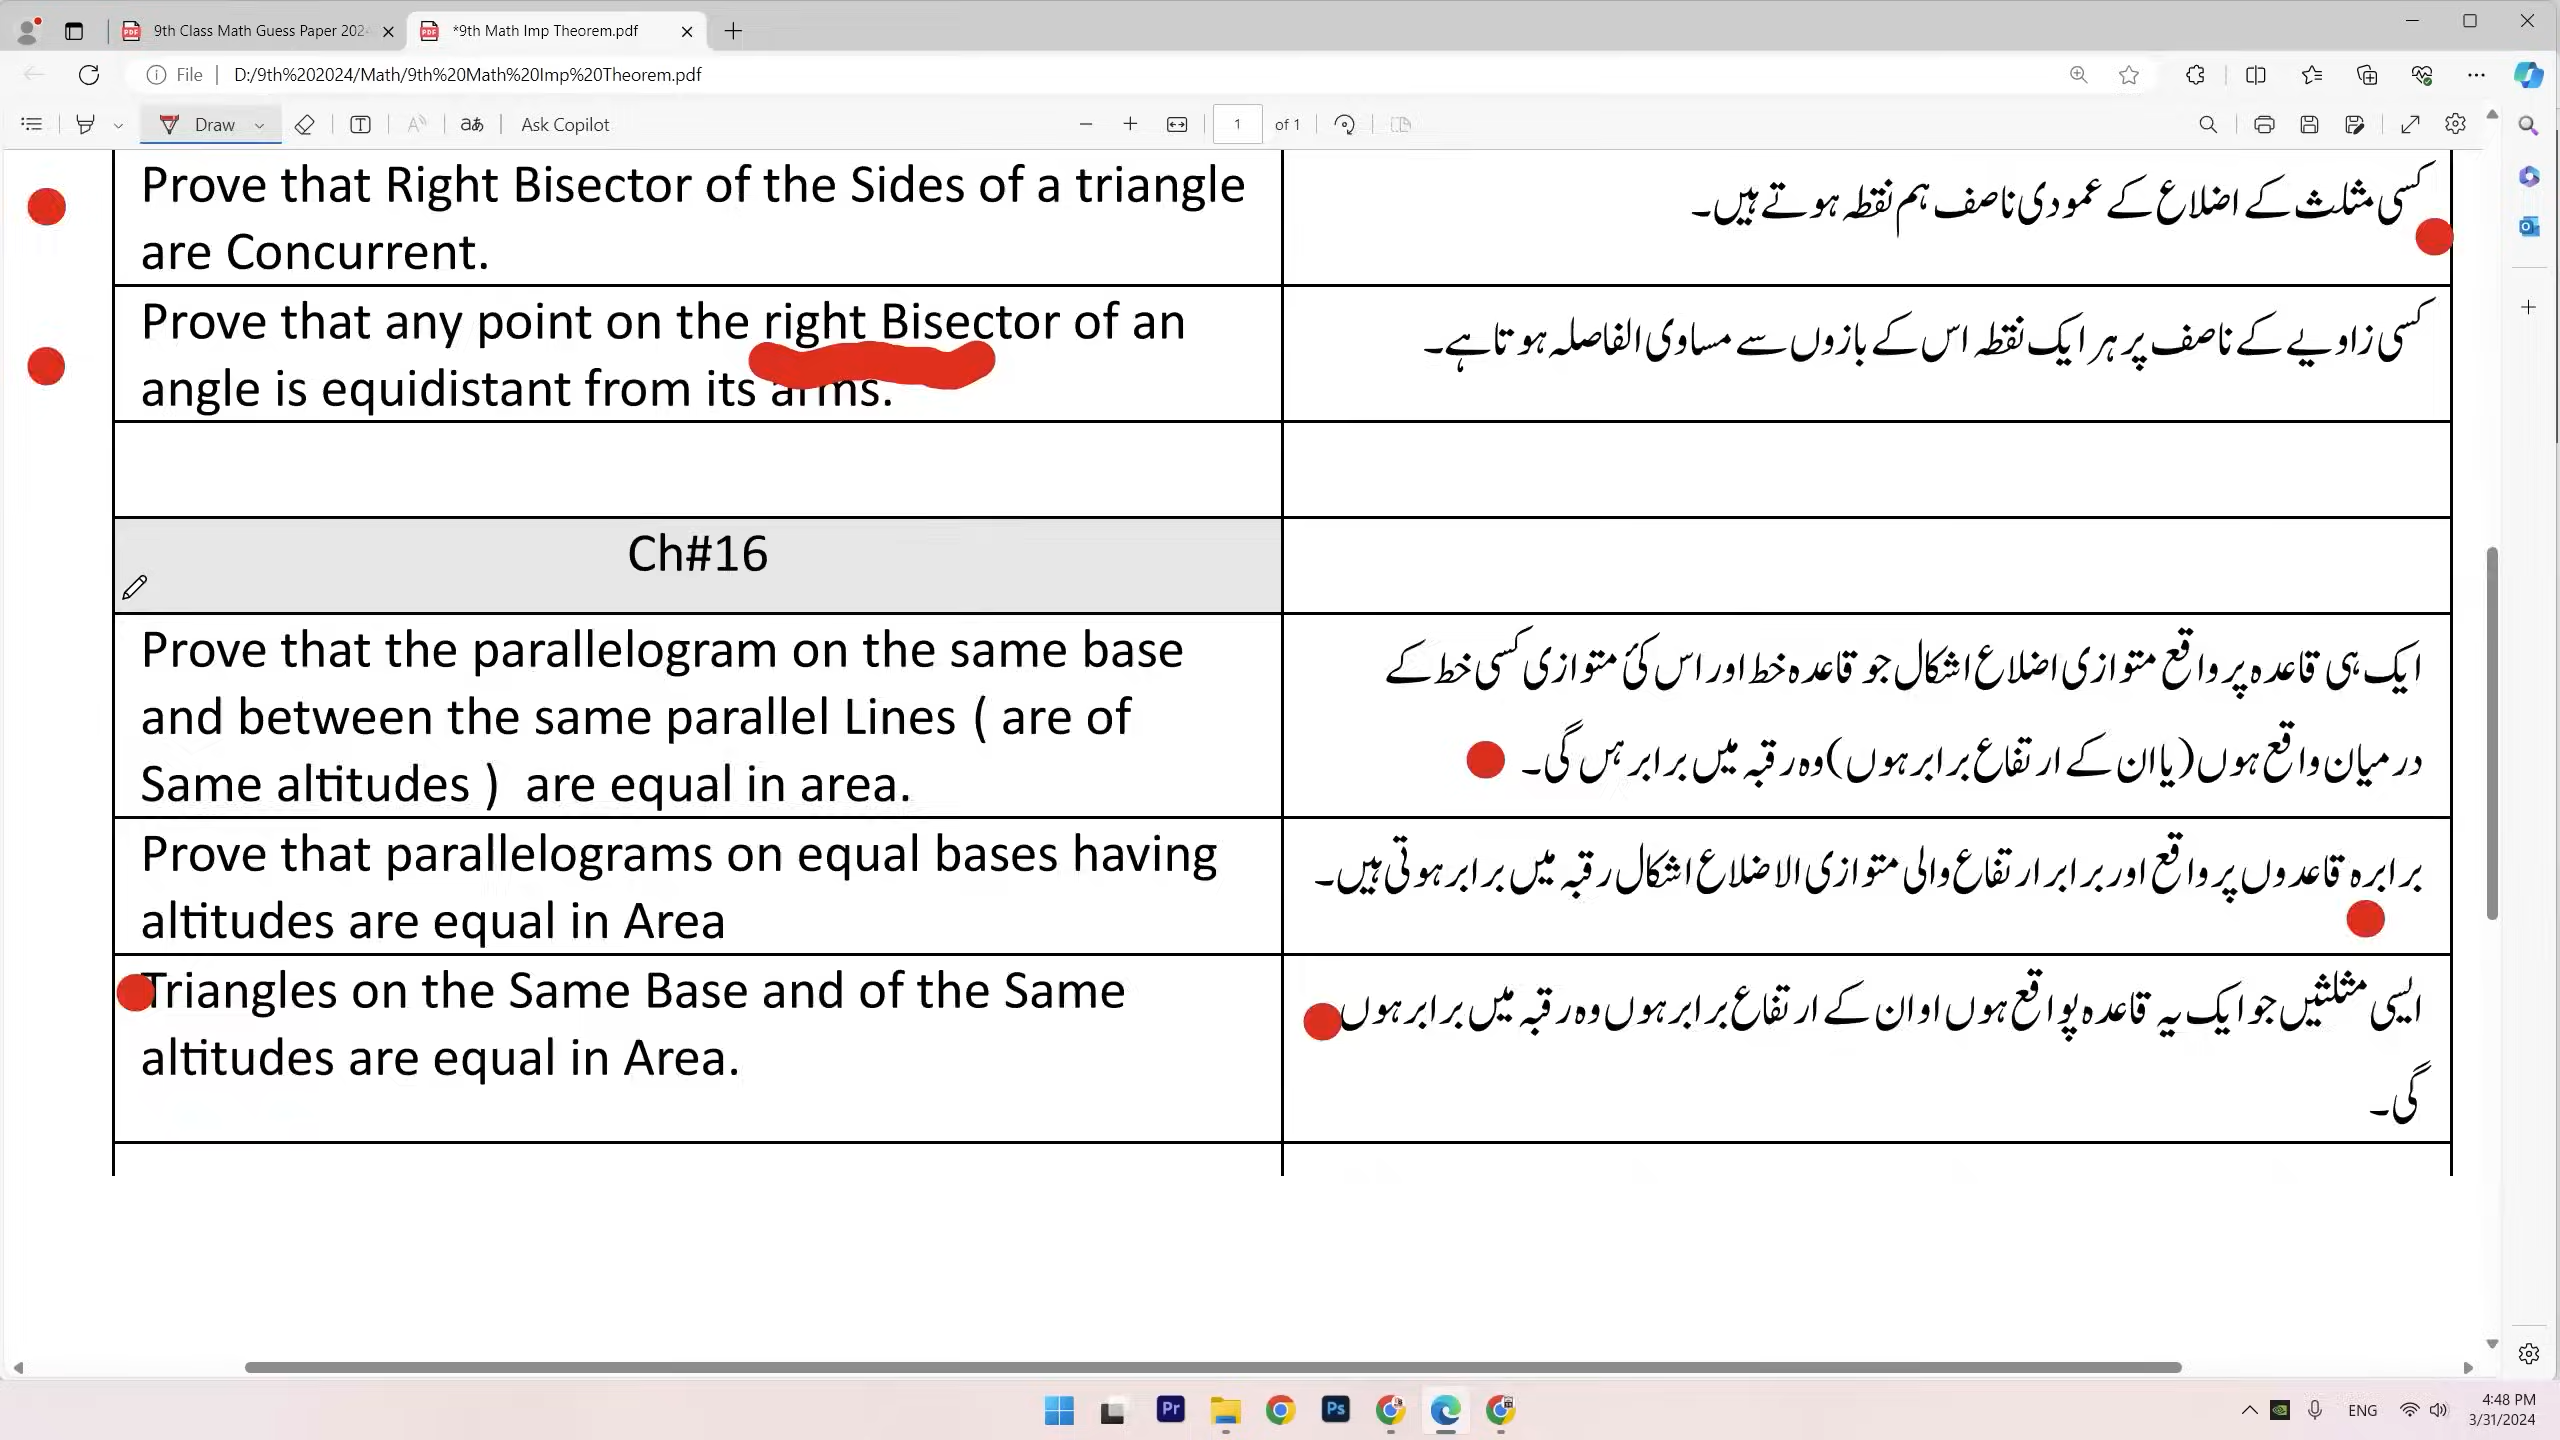 9th Class Math Guess Paper 202
*9th Math Imp Theorem.pdf
File
D:/9th%202024/Math/9th%20Math%20Imp%20Theorem.pdf
Draw
Ask Copilot
1 of 1
Prove that Right Bisector of the Sides of a triangle
are Concurrent.
کسی مثلث کے اضلاع کے عمودی ناصف ہم نقطہ ہوتے ہیں۔
Prove that any point on the right Bisector of an
angle is equidistant from its arms.
کسی زاویے کے ناصف پر ہر ایک نقطہ اس کے بازوں سے مساوی الفاصلہ ہوتا ہے۔
Ch#16
Prove that the parallelogram on the same base
and between the same parallel Lines ( are of
Same altitudes ) are equal in area.
ایک ہی قاعدہ پر واقع متوازی اضلاع اشکال جو قاعدہ خط اور اس کئ متوازی کسی خط کے
درمیان واقع ہوں (یا ان کے ارتفاع برابر ہوں) وہ رقبہ میں برابر ہس گی۔
Prove that parallelograms on equal bases having
altitudes are equal in Area
برابرہ قاعدوں پر واقع اور برابر ارتفاع والی متوازی الاضلاع اشکال رقبہ میں برابر ہوتی ہیں۔
Triangles on the Same Base and of the Same
altitudes are equal in Area.
ایسی مثلثیں جو ایک یہ قاعدہ پواقع ہوں اوان کے ارتفاع برابر ہوں وہ رقبہ میں برابر ہوں
گی۔
ENG
4:48 PM
3/31/2024